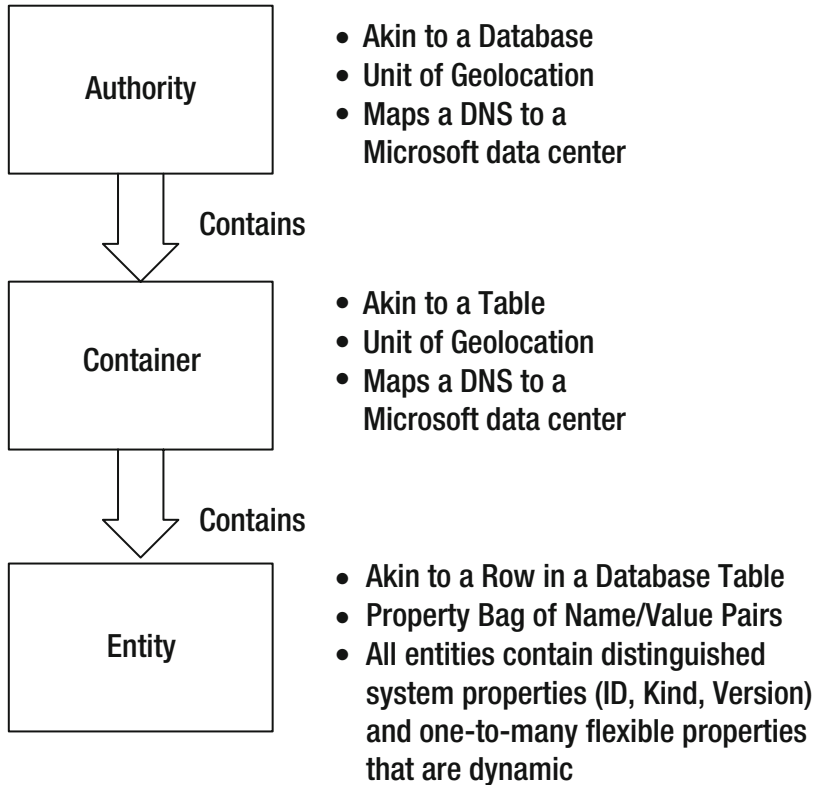 Authority
• Akin to a Database
• Unit of Geolocation
• Maps a DNS to a
Microsoft data center
Contains
Container
• Akin to a Table
• Unit of Geolocation
• Maps a DNS to a
Microsoft data center
Contains
Entity
• Akin to a Row in a Database Table
• Property Bag of Name/Value Pairs
• All entities contain distinguished
system properties (ID, Kind, Version)
and one-to-many flexible properties
that are dynamic